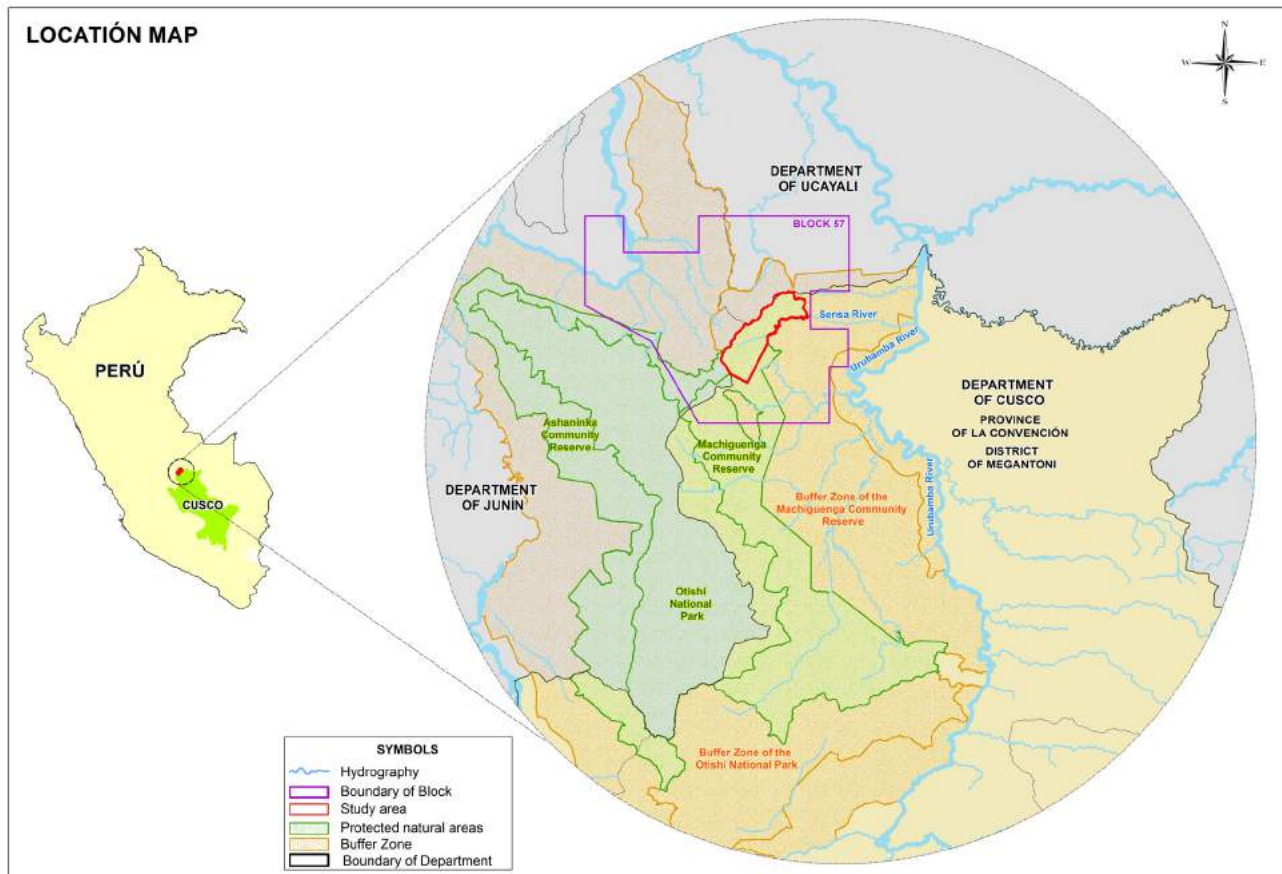 LOCATIÓN MAP
N
W
E
S
DEPARTMENT
OF UCAYALI
BLOCK 57
Sensa River
Urubamba River
PERÚ
CUSCO
DEPARTMENT
OF CUSCO
PROVINCE
OF LA CONVENCIÓN
DISTRICT
OF MEGANTONI
Ashaninka
Community
Reserve
Machiguenga
Community
Reserve
DEPARTMENT
OF JUNÍN
Buffer Zone of the
Machiguenga Community
Reserve
Urubamba River
Otishi
National
Park
Buffer Zone of the
Otishi National Park
SYMBOLS
Hydrography
Boundary of Block
Study area
Protected natural areas
Buffer Zone
Boundary of Department